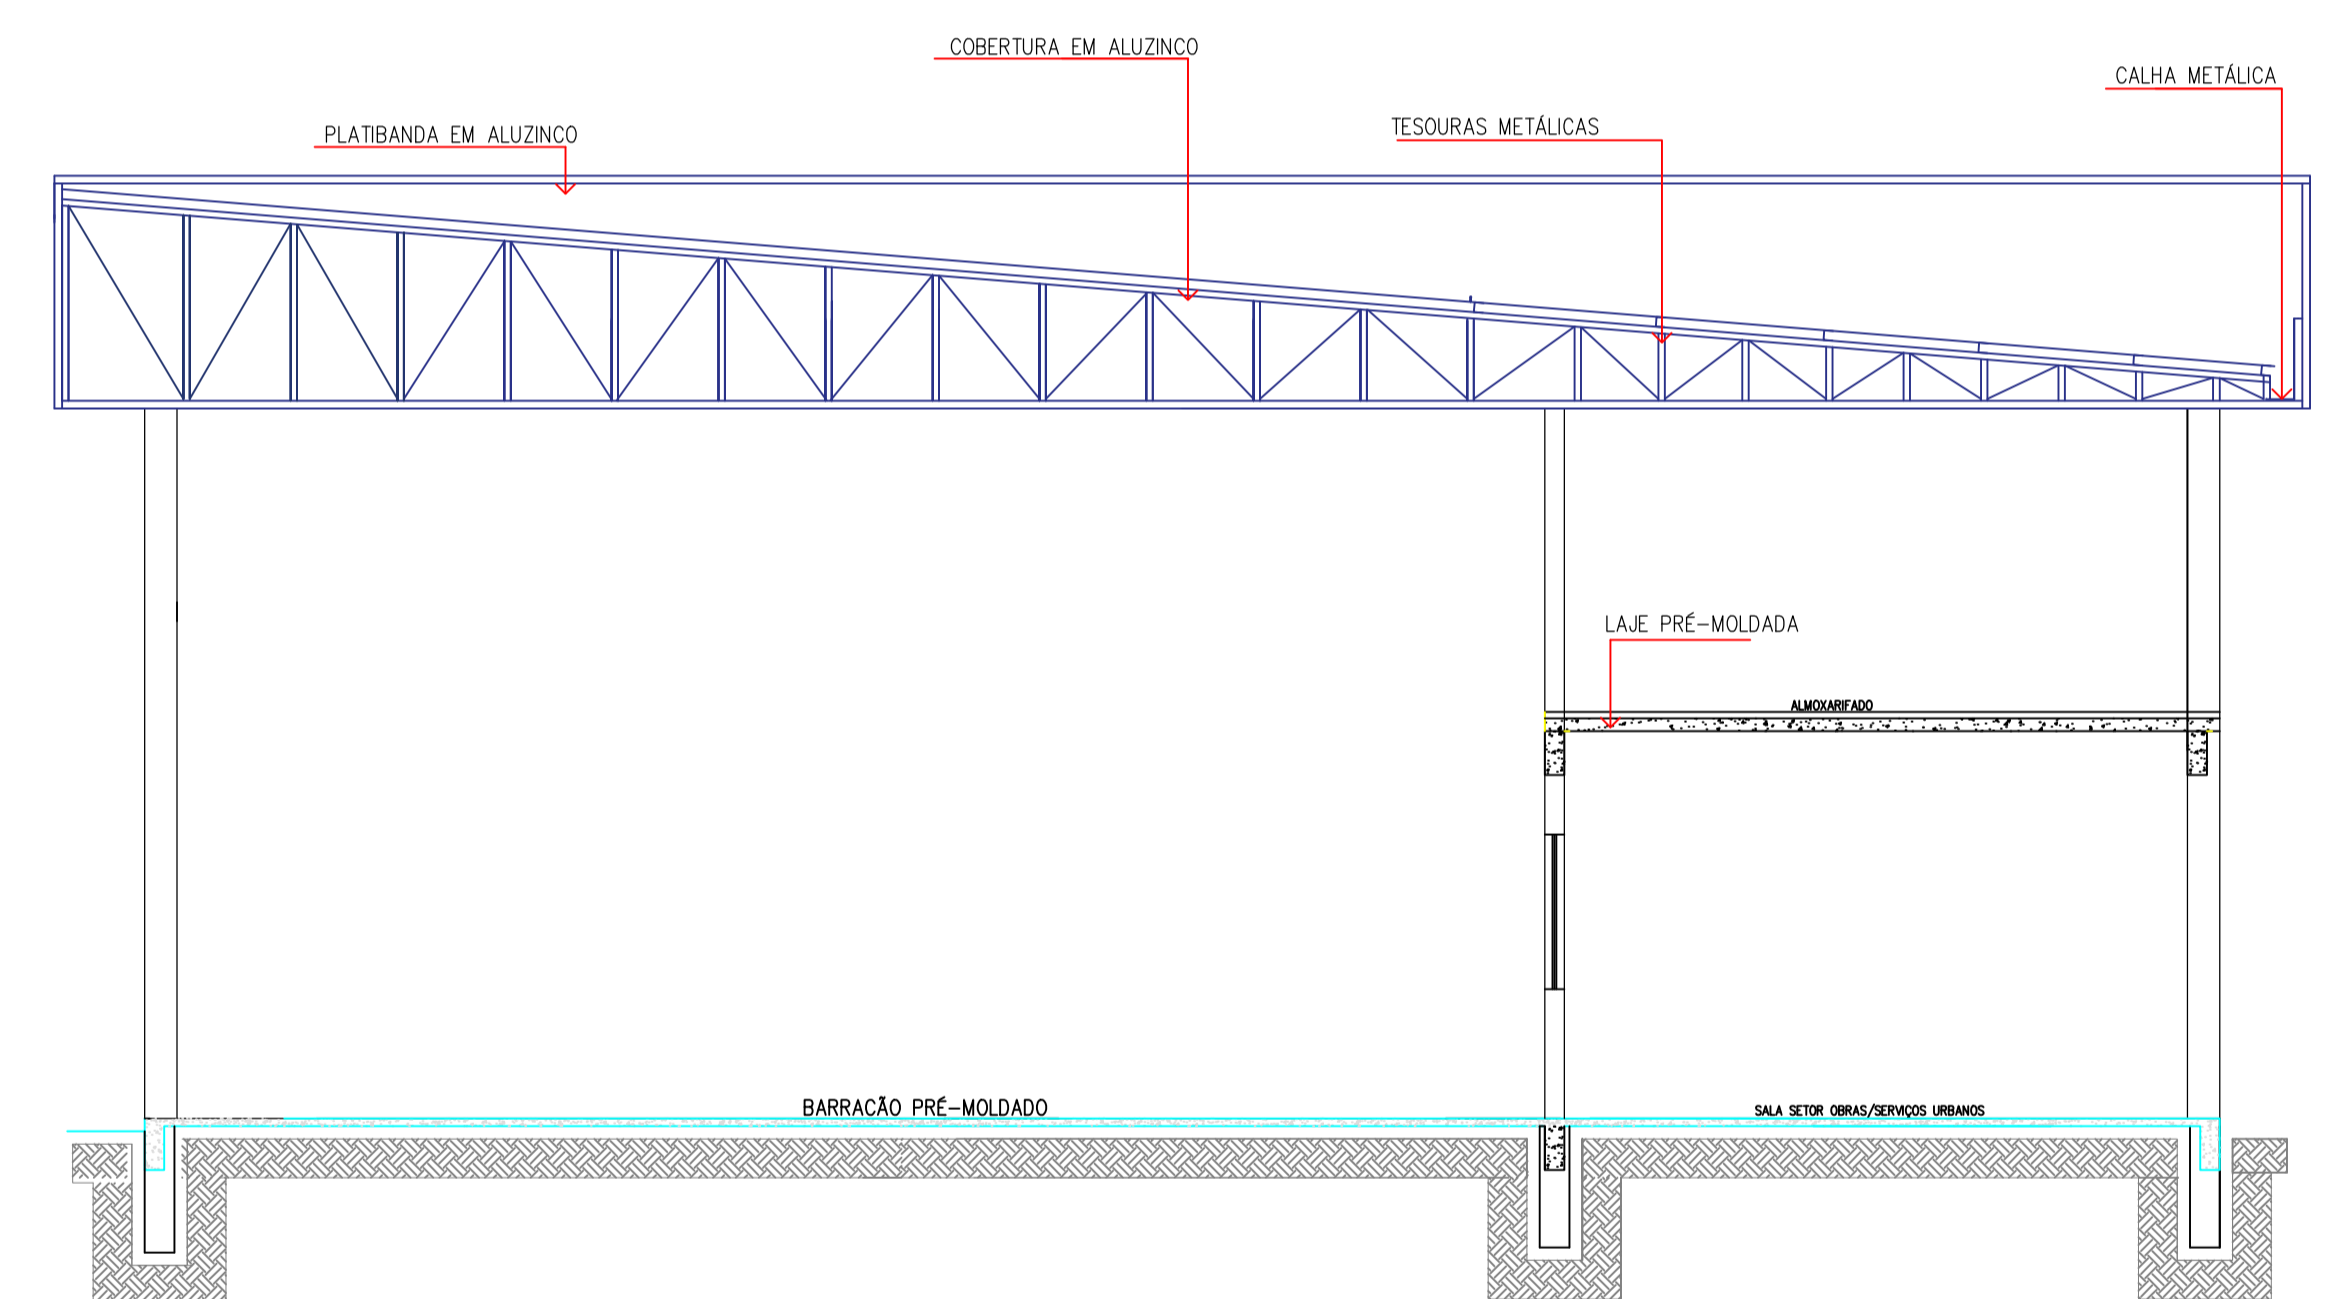 COBERTURA EM ALUZINCO
CALHA METÁLICA
PLATIBANDA EM ALUZINCO
TESOURAS METÁLICAS
LAJE PRÉ-MOLDADA
ALMOXARIFADO
BARRACÃO PRÉ-MOLDADO
SALA SETOR OBRAS/SERVIÇOS URBANOS